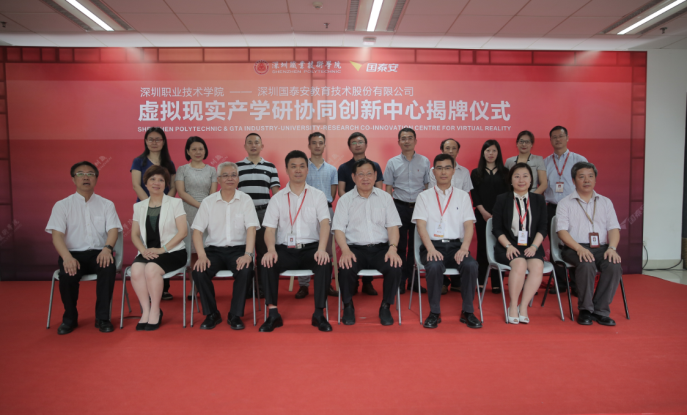 深圳职业技术学院 国泰安
SHENZHEN POLYTECHNIC
深圳职业技术学院 —— 深圳国泰安教育技术股份有限公司
虚拟现实产学研协同创新中心揭牌仪式
SHENZHEN POLYTECHNIC & GTA INDUSTRY-UNIVERSITY-RESEARCH CO-INNOVATION CENTRE FOR VIRTUAL REALITY